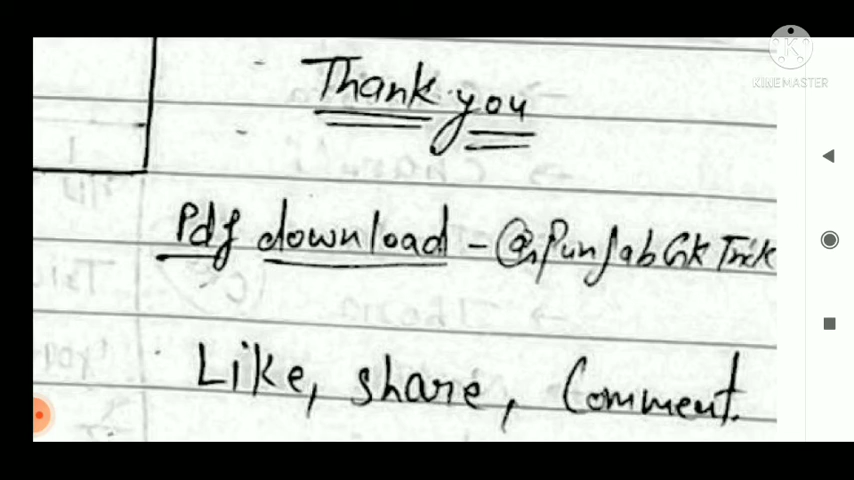 KINEMASTER
Thank you
Pdf download - @PunjabGkTrick
Like, share, Comment.